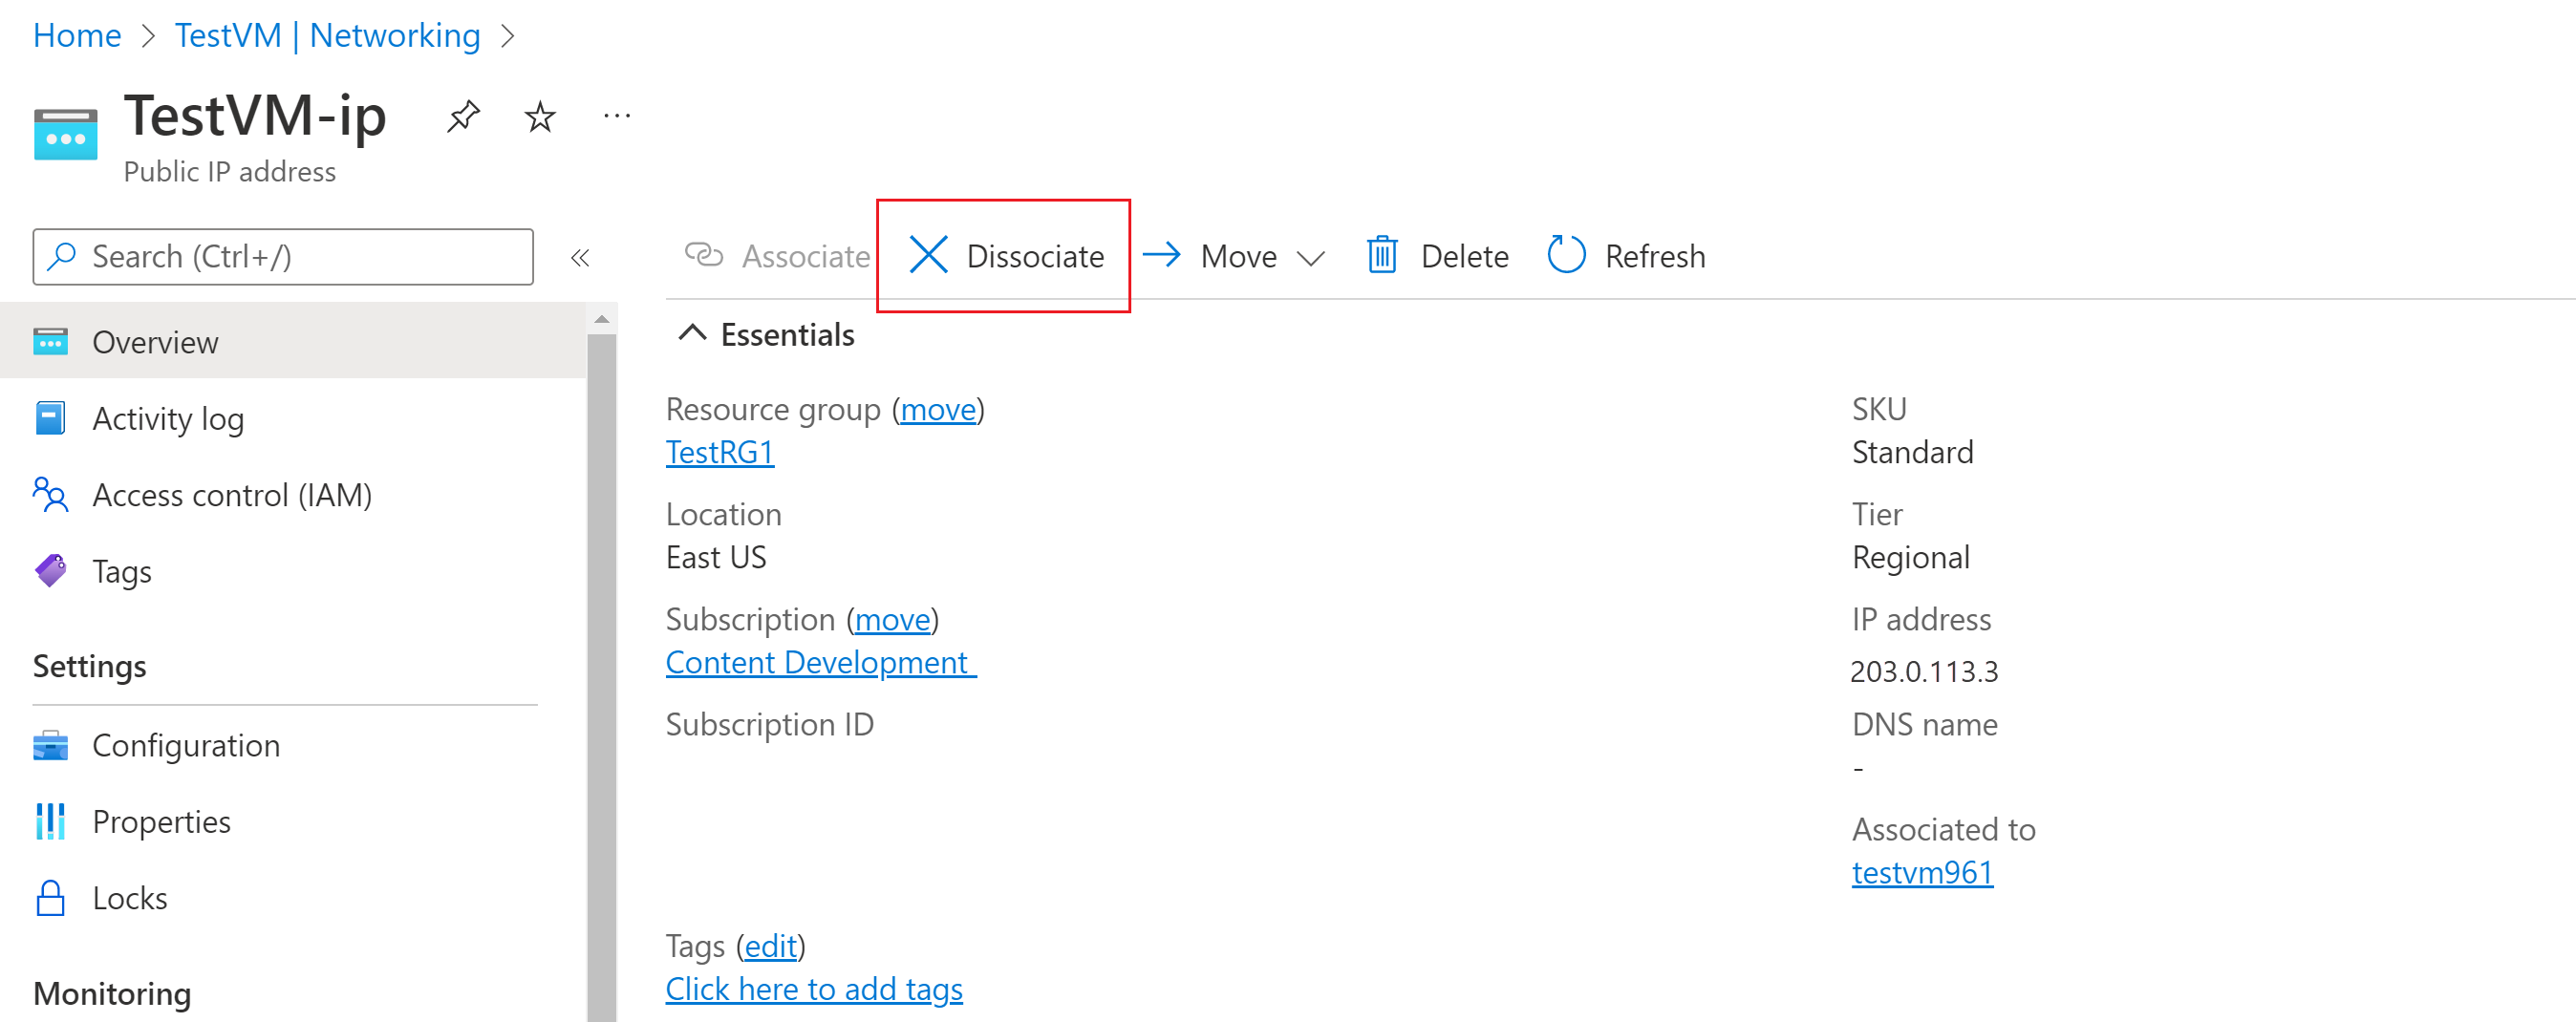 Home > TestVM | Networking >
TestVM-ip
Public IP address
Search (Ctrl+/)
«
Associate
Dissociate
Move
Delete
Refresh
Overview
Activity log
Access control (IAM)
Tags
Settings
Configuration
Properties
Locks
Monitoring
Essentials
Resource group (move)
TestRG1
Location
East US
Subscription (move)
Content Development
Subscription ID
SKU
Standard
Tier
Regional
IP address
203.0.113.3
DNS name
-
Associated to
testvm961
Tags (edit)
Click here to add tags